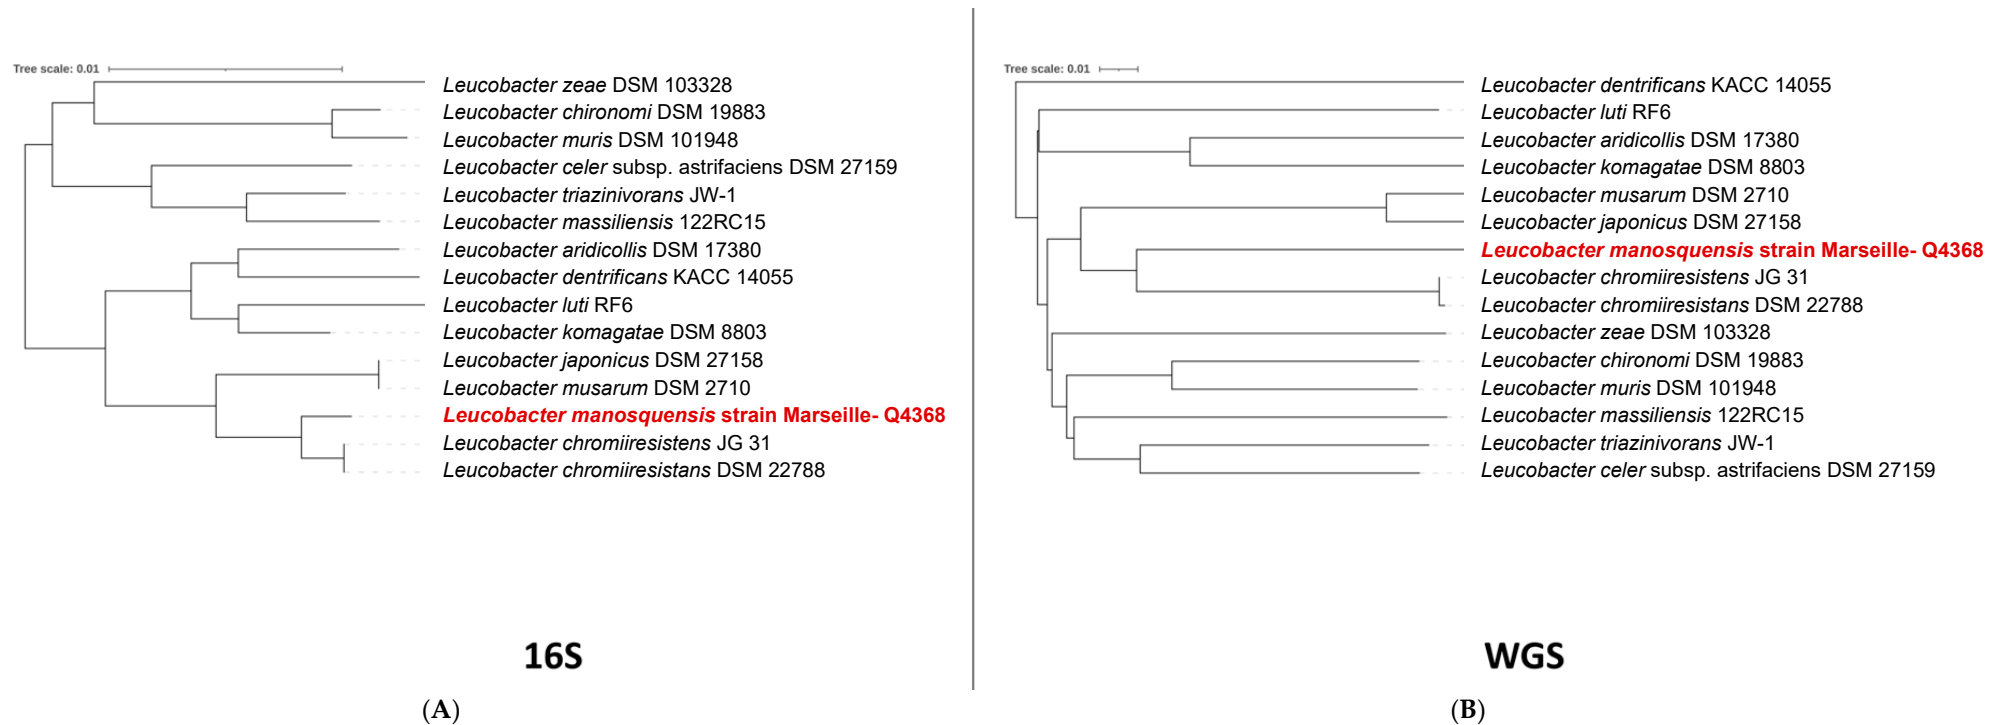 Tree scale: 0.01
Leucobacter zeae DSM 103328
Leucobacter chironomi DSM 19883
Leucobacter muris DSM 101948
Leucobacter celer subsp. astrifaciens DSM 27159
Leucobacter triazinivorans JW-1
Leucobacter massiliensis 122RC15
Leucobacter aridicollis DSM 17380
Leucobacter dentrificans KACC 14055
Leucobacter luti RF6
Leucobacter komagatae DSM 8803
Leucobacter japonicus DSM 27158
Leucobacter musarum DSM 2710
Leucobacter manosquensis strain Marseille- Q4368
Leucobacter chromiiresistens JG 31
Leucobacter chromiiresistans DSM 22788
16S
(A)
Tree scale: 0.01
Leucobacter dentrificans KACC 14055
Leucobacter luti RF6
Leucobacter aridicollis DSM 17380
Leucobacter komagatae DSM 8803
Leucobacter musarum DSM 2710
Leucobacter japonicus DSM 27158
Leucobacter manosquensis strain Marseille- Q4368
Leucobacter chromiiresistens JG 31
Leucobacter chromiiresistans DSM 22788
Leucobacter zeae DSM 103328
Leucobacter chironomi DSM 19883
Leucobacter muris DSM 101948
Leucobacter massiliensis 122RC15
Leucobacter triazinivorans JW-1
Leucobacter celer subsp. astrifaciens DSM 27159
WGS
(B)